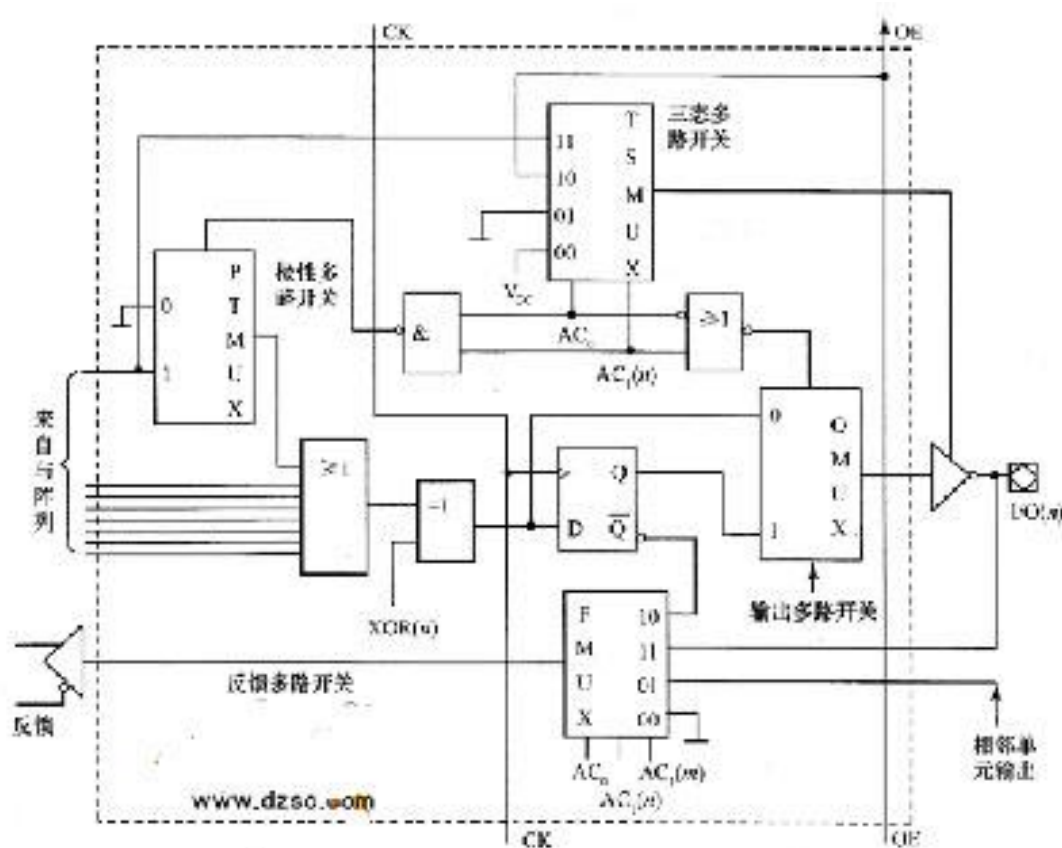 CK
OE
三态多
路开关
T
S
M
U
X
11
10
01
00
V
P
T
M
U
X
0
1
极性多
路开关
&
AC₀
AC₁(n)
≥1
来
自
与
阵
列
≥1
=1
XOR(n)
Q
D
Q̅
0
1
O
M
U
X
I/O(n)
输出多路开关
F
M
U
X
10
11
01
00
反馈多路开关
反馈
AC₀
AC₁(m)
AC₁(n)
相邻单
元输出
www.dzsc.com
CK
OE